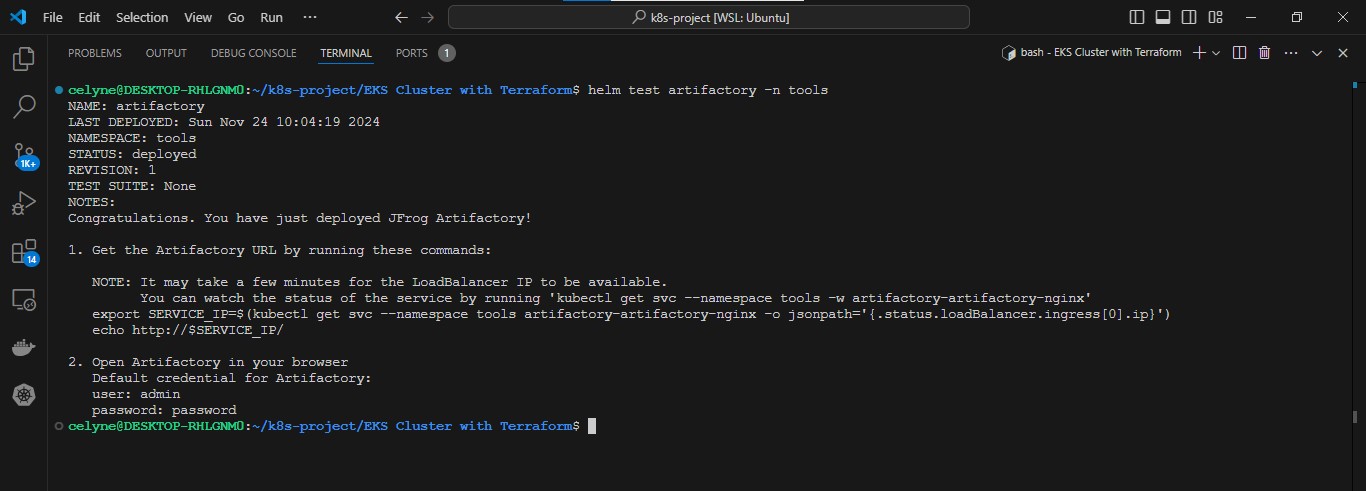 File Edit Selection View Go Run ··· k8s-project [WSL: Ubuntu]
PROBLEMS OUTPUT DEBUG CONSOLE TERMINAL PORTS 1 bash - EKS Cluster with Terraform
celyne@DESKTOP-RHLGNM0:~/k8s-project/EKS Cluster with Terraform$ helm test artifactory -n tools
NAME: artifactory
LAST DEPLOYED: Sun Nov 24 10:04:19 2024
NAMESPACE: tools
STATUS: deployed
REVISION: 1
TEST SUITE: None
NOTES:
Congratulations. You have just deployed JFrog Artifactory!
1. Get the Artifactory URL by running these commands:
NOTE: It may take a few minutes for the LoadBalancer IP to be available.
You can watch the status of the service by running 'kubectl get svc --namespace tools -w artifactory-artifactory-nginx'
export SERVICE_IP=$(kubectl get svc --namespace tools artifactory-artifactory-nginx -o jsonpath='{.status.loadBalancer.ingress[0].ip}')
echo http://$SERVICE_IP/
2. Open Artifactory in your browser
Default credential for Artifactory:
user: admin
password: password
celyne@DESKTOP-RHLGNM0:~/k8s-project/EKS Cluster with Terraform$
1K+
14